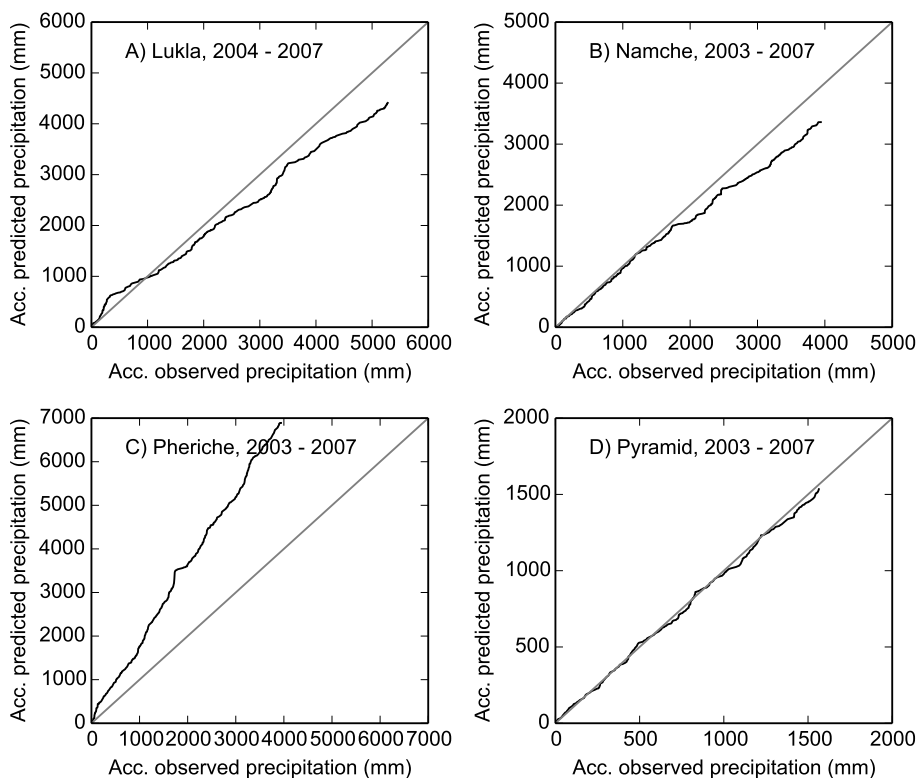 6000
5000
4000
3000
2000
1000
0
Acc. predicted precipitation (mm)
A) Lukla, 2004 - 2007
0 1000 2000 3000 4000 5000 6000
Acc. observed precipitation (mm)
5000
4000
3000
2000
1000
0
Acc. predicted precipitation (mm)
B) Namche, 2003 - 2007
0 1000 2000 3000 4000 5000
Acc. observed precipitation (mm)
7000
6000
5000
4000
3000
2000
1000
0
Acc. predicted precipitation (mm)
C) Pheriche, 2003 - 2007
0 1000 2000 3000 4000 5000 6000 7000
Acc. observed precipitation (mm)
2000
1500
1000
500
0
Acc. predicted precipitation (mm)
D) Pyramid, 2003 - 2007
0 500 1000 1500 2000
Acc. observed precipitation (mm)